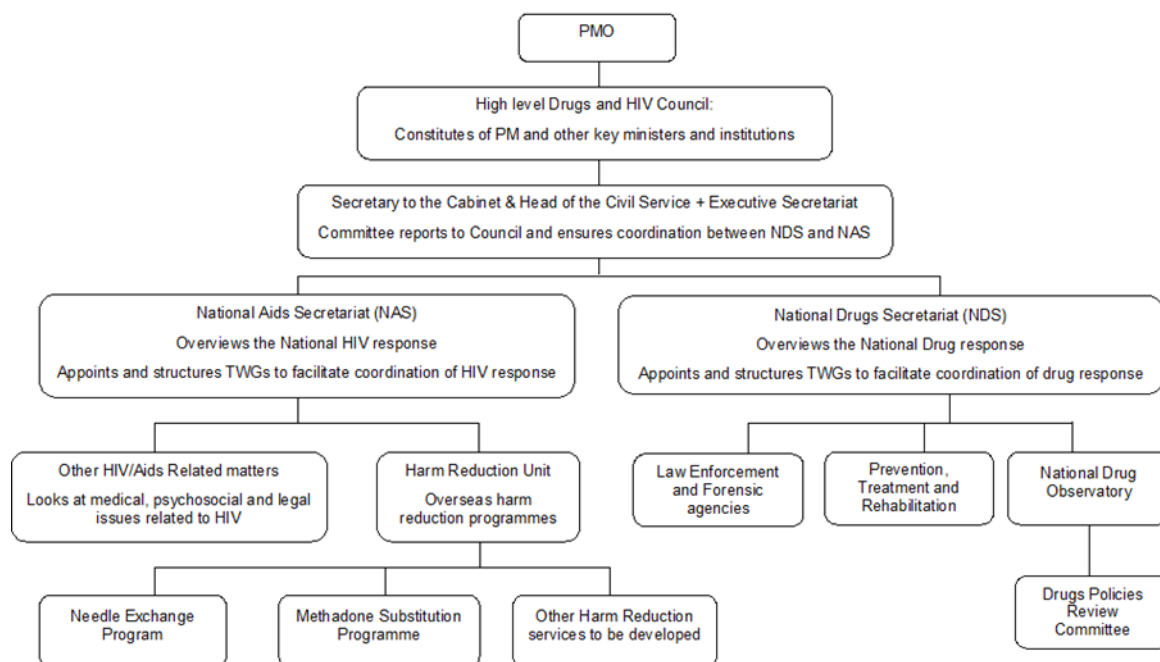 PMO
High level Drugs and HIV Council:
Constitutes of PM and other key ministers and institutions
Secretary to the Cabinet & Head of the Civil Service + Executive Secretariat
Committee reports to Council and ensures coordination between NDS and NAS
National Aids Secretariat (NAS)
Overviews the National HIV response
Appoints and structures TWGs to facilitate coordination of HIV response
National Drugs Secretariat (NDS)
Overviews the National Drug response
Appoints and structures TWGs to facilitate coordination of drug response
Other HIV/Aids Related matters
Looks at medical, psychosocial and legal
issues related to HIV
Harm Reduction Unit
Overseas harm
reduction programmes
Law Enforcement
and Forensic
agencies
Prevention,
Treatment and
Rehabilitation
National Drug
Observatory
Needle Exchange
Program
Methadone Substitution
Programme
Other Harm Reduction
services to be developed
Drugs Policies
Review
Committee